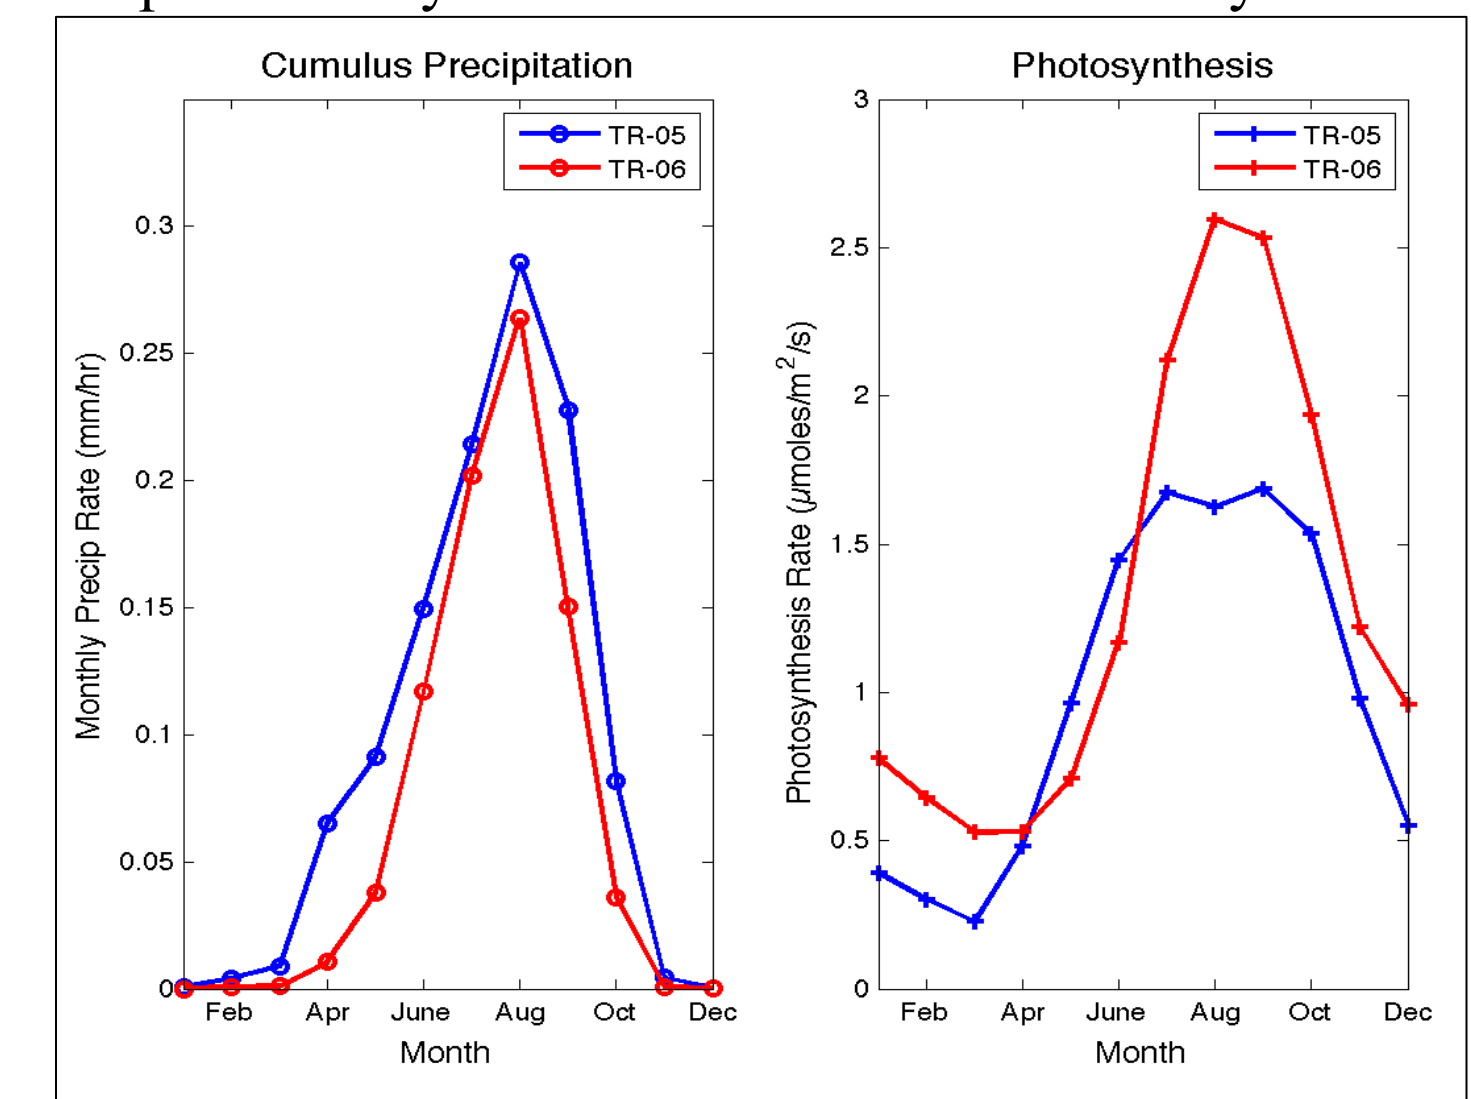 Cumulus Precipitation
TR-05
TR-06
0.3
0.25
0.2
0.15
0.1
0.05
0
Monthly Precip Rate (mm/hr)
Feb Apr June Aug Oct Dec
Month
Photosynthesis
TR-05
TR-06
3
2.5
2
1.5
1
0.5
0
Photosynthesis Rate (μmoles/m²/s)
Feb Apr June Aug Oct Dec
Month